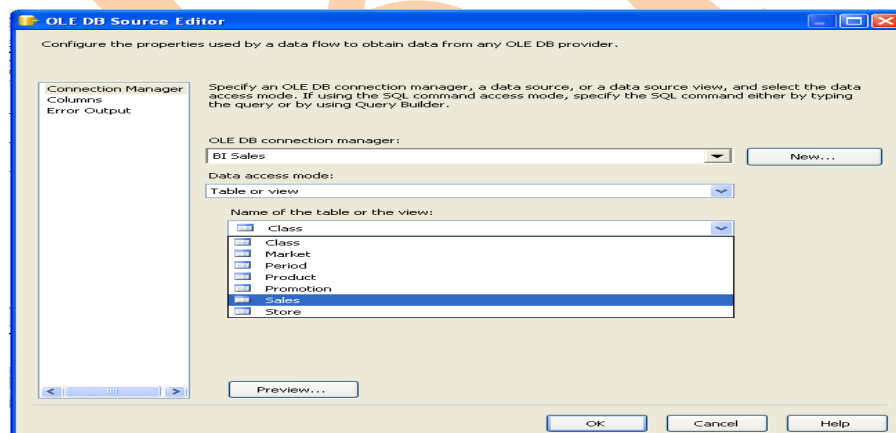 OLE DB Source Editor
Configure the properties used by a data flow to obtain data from any OLE DB provider.
Connection Manager
Columns
Error Output
Specify an OLE DB connection manager, a data source, or a data source view, and select the data
access mode. If using the SQL command access mode, specify the SQL command either by typing
the query or by using Query Builder.
OLE DB connection manager:
BI Sales
New...
Data access mode:
Table or view
Name of the table or the view:
Class
Class
Market
Period
Product
Promotion
Sales
Store
Preview...
OK
Cancel
Help